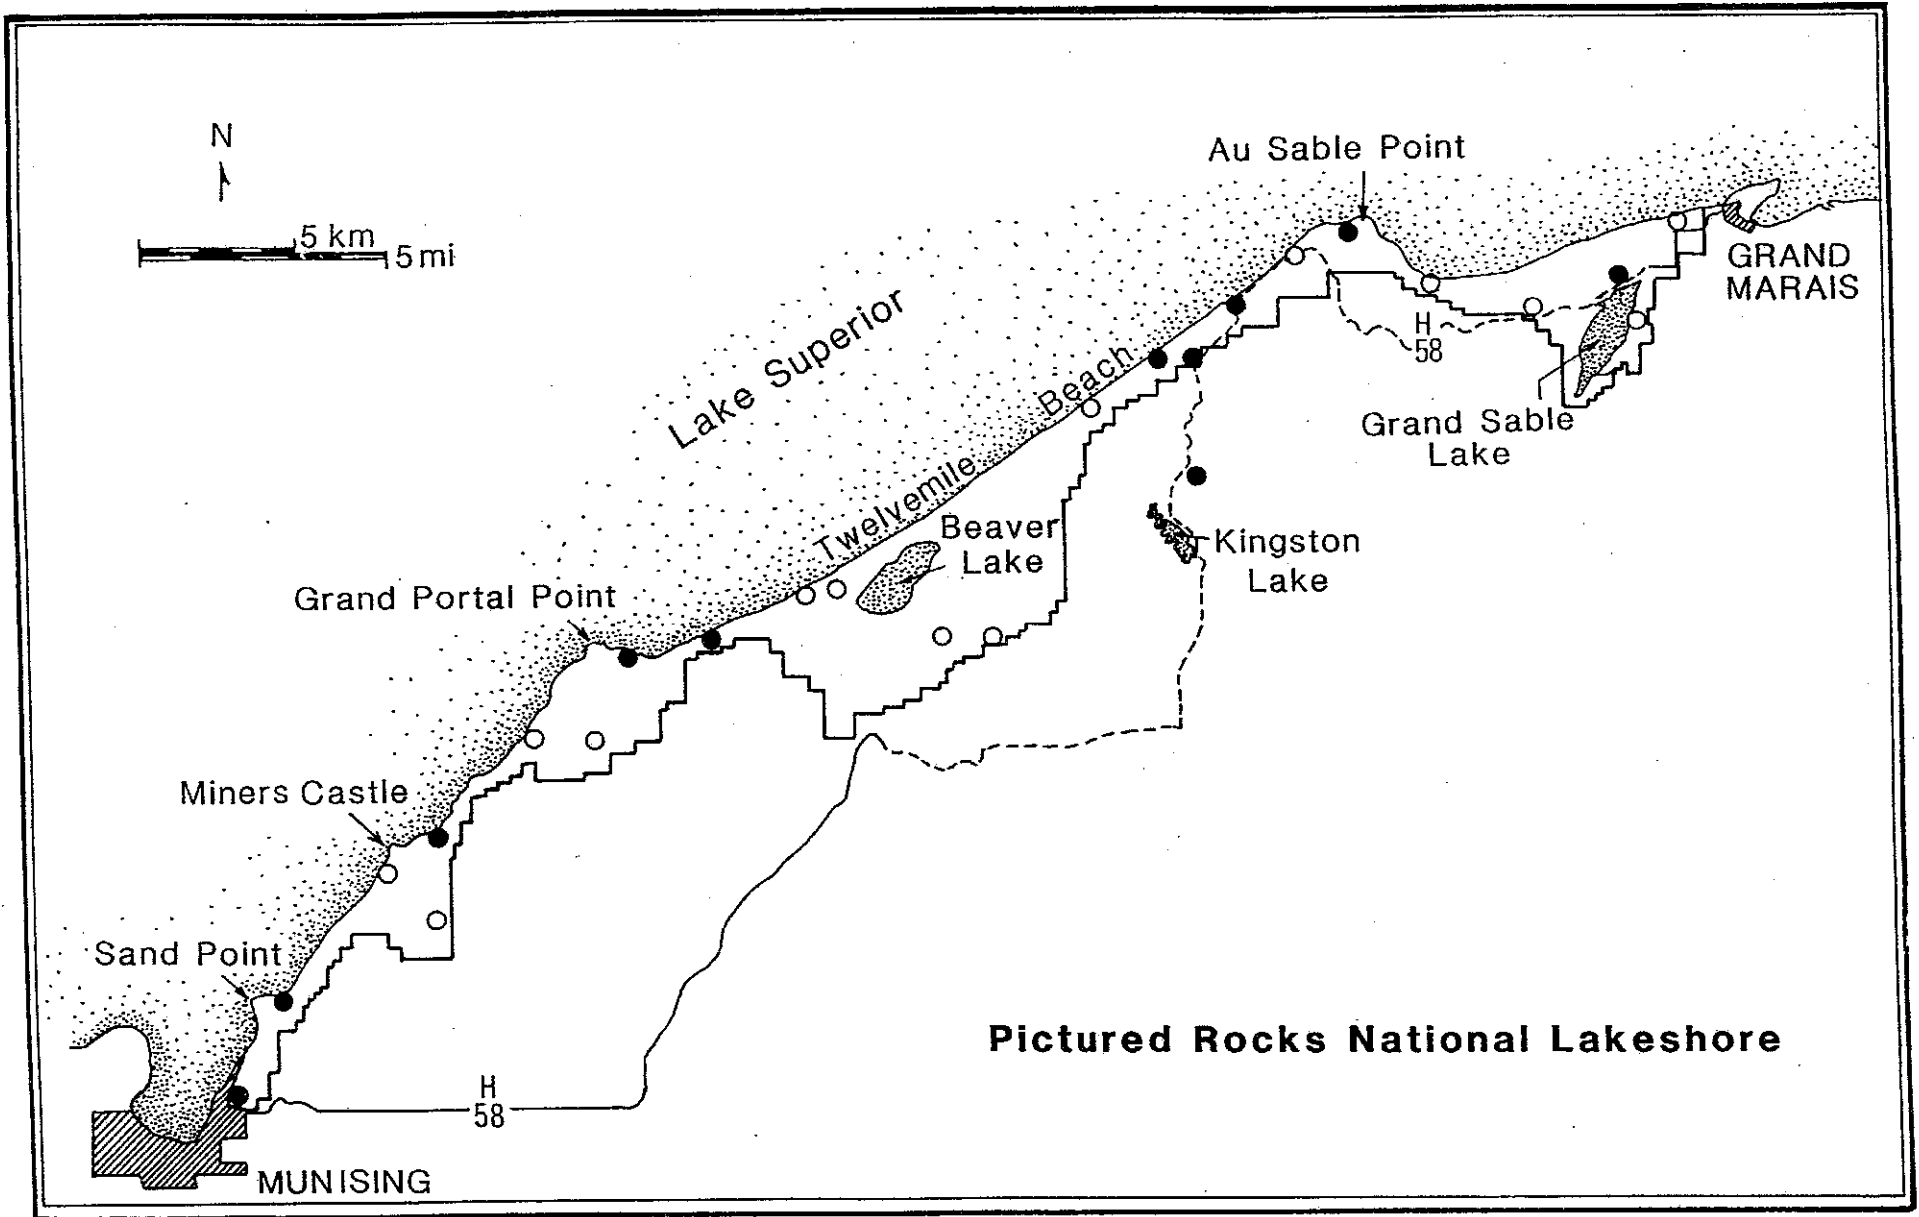 N
5 km
5 mi
Au Sable Point
GRAND
MARAIS
Lake Superior
H
58
Twelvemile Beach
Grand Sable
Lake
Beaver
Lake
Kingston
Lake
Grand Portal Point
Miners Castle
Sand Point
Pictured Rocks National Lakeshore
H
58
MUNISING